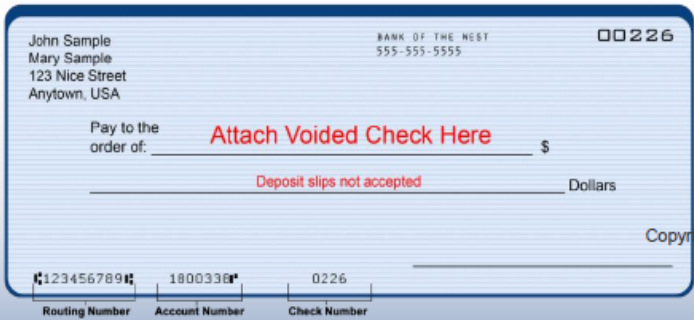 John Sample
Mary Sample
123 Nice Street
Anytown, USA
BANK OF THE WEST
555-555-5555
00226
Pay to the
order of:
Attach Voided Check Here
$
Deposit slips not accepted
Dollars
Copyr
⑆123456789⑆ 1800338⑈ 0226
Routing Number Account Number Check Number